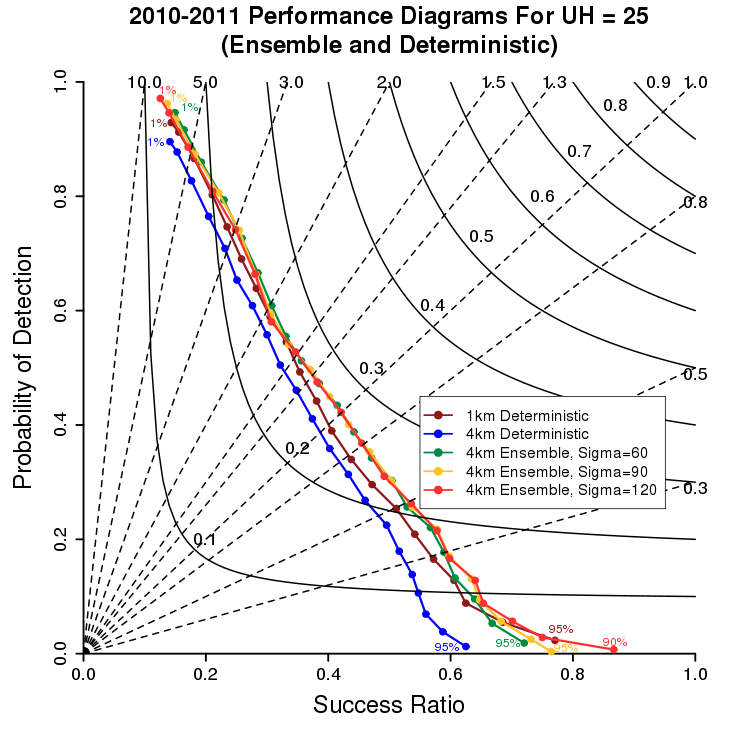 2010-2011 Performance Diagrams For UH = 25
(Ensemble and Deterministic)
10.0 5.0 3.0 2.0 1.5 1.3 0.9 1.0
1% 1% 1%
1%
1%
0.8
0.7
0.6
0.8
0.5
0.4
0.3
0.5
0.2
0.3
0.1
1km Deterministic
4km Deterministic
4km Ensemble, Sigma=60
4km Ensemble, Sigma=90
4km Ensemble, Sigma=120
95%
95% 95% 95% 90%
1.0
0.8
0.6
0.4
0.2
0.0
Probability of Detection
0.0 0.2 0.4 0.6 0.8 1.0
Success Ratio